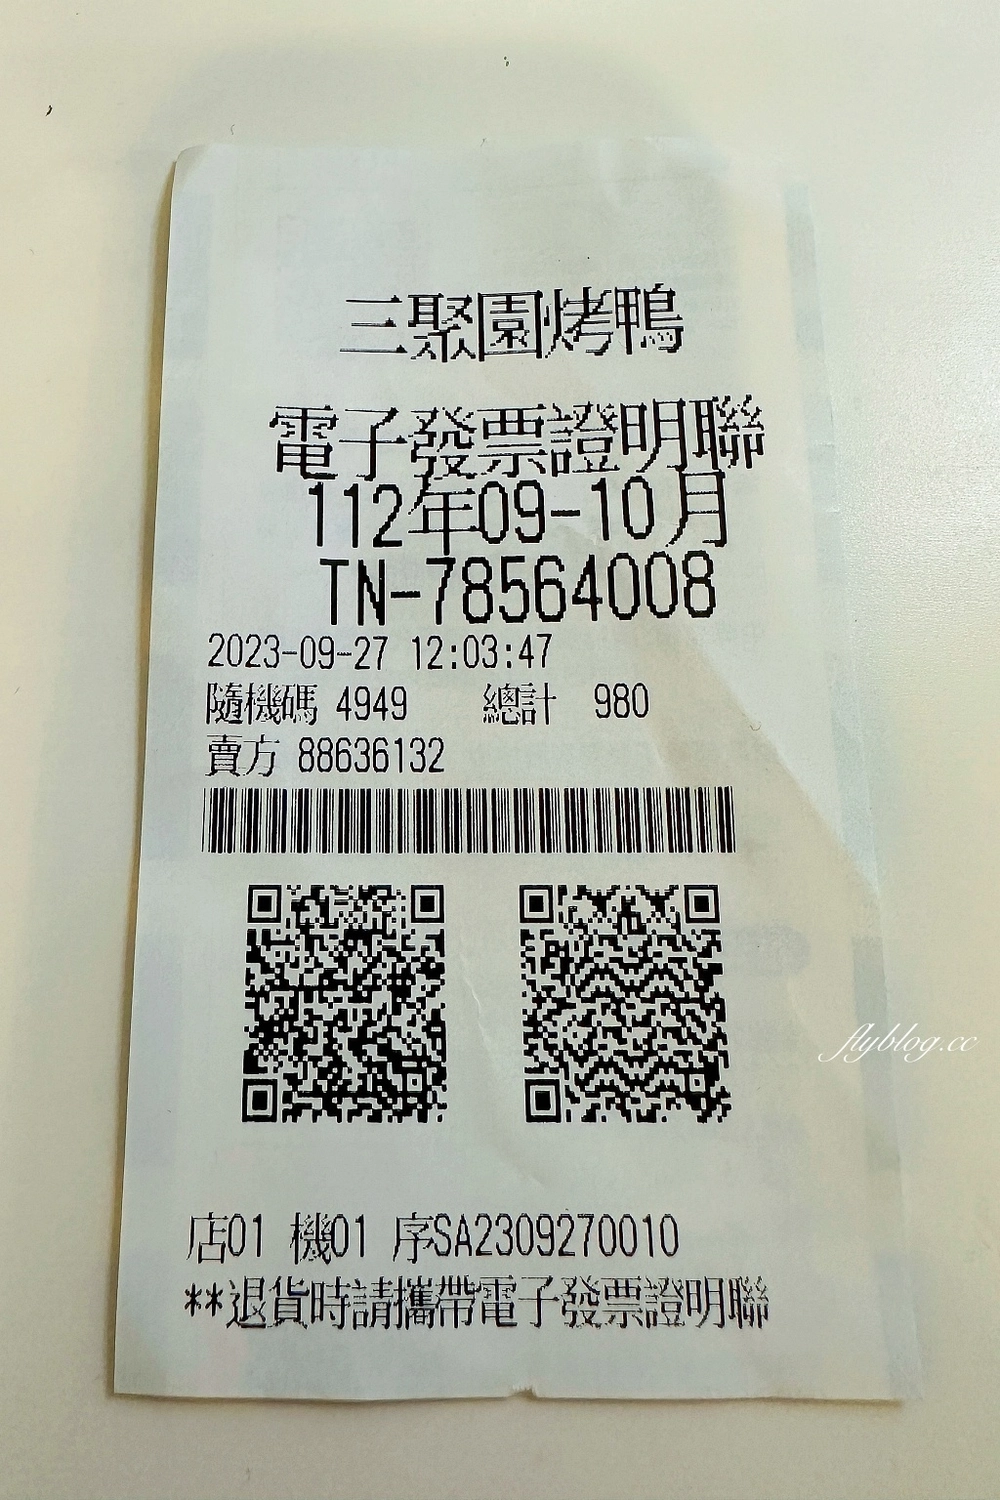 三聚園烤鴨
電子發票證明聯
112年09-10月
TN-78564008
2023-09-27 12:03:47
隨機碼 4949 總計 980
賣方 88636132
flyblog.cc
店01 機01 序SA2309270010
**退貨時請攜帶電子發票證明聯